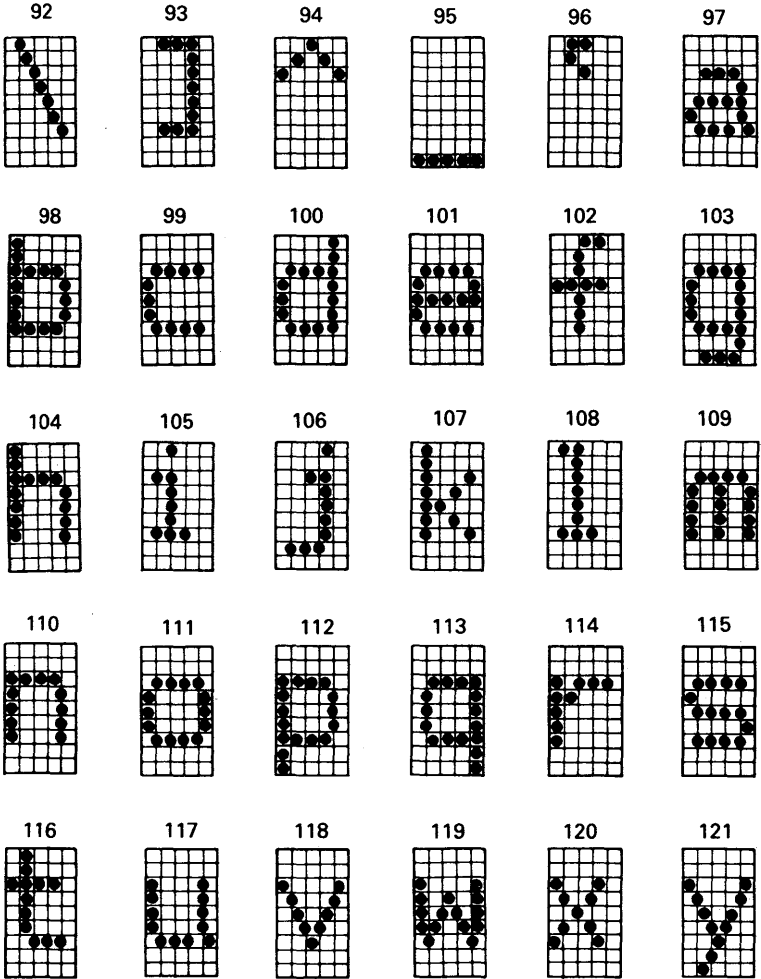 92 93 94 95 96 97
\ ] ^ _ ` a
98 99 100 101 102 103
b c d e f g
104 105 106 107 108 109
h i j k l m
110 111 112 113 114 115
n o p q r s
116 117 118 119 120 121
t u v w x y